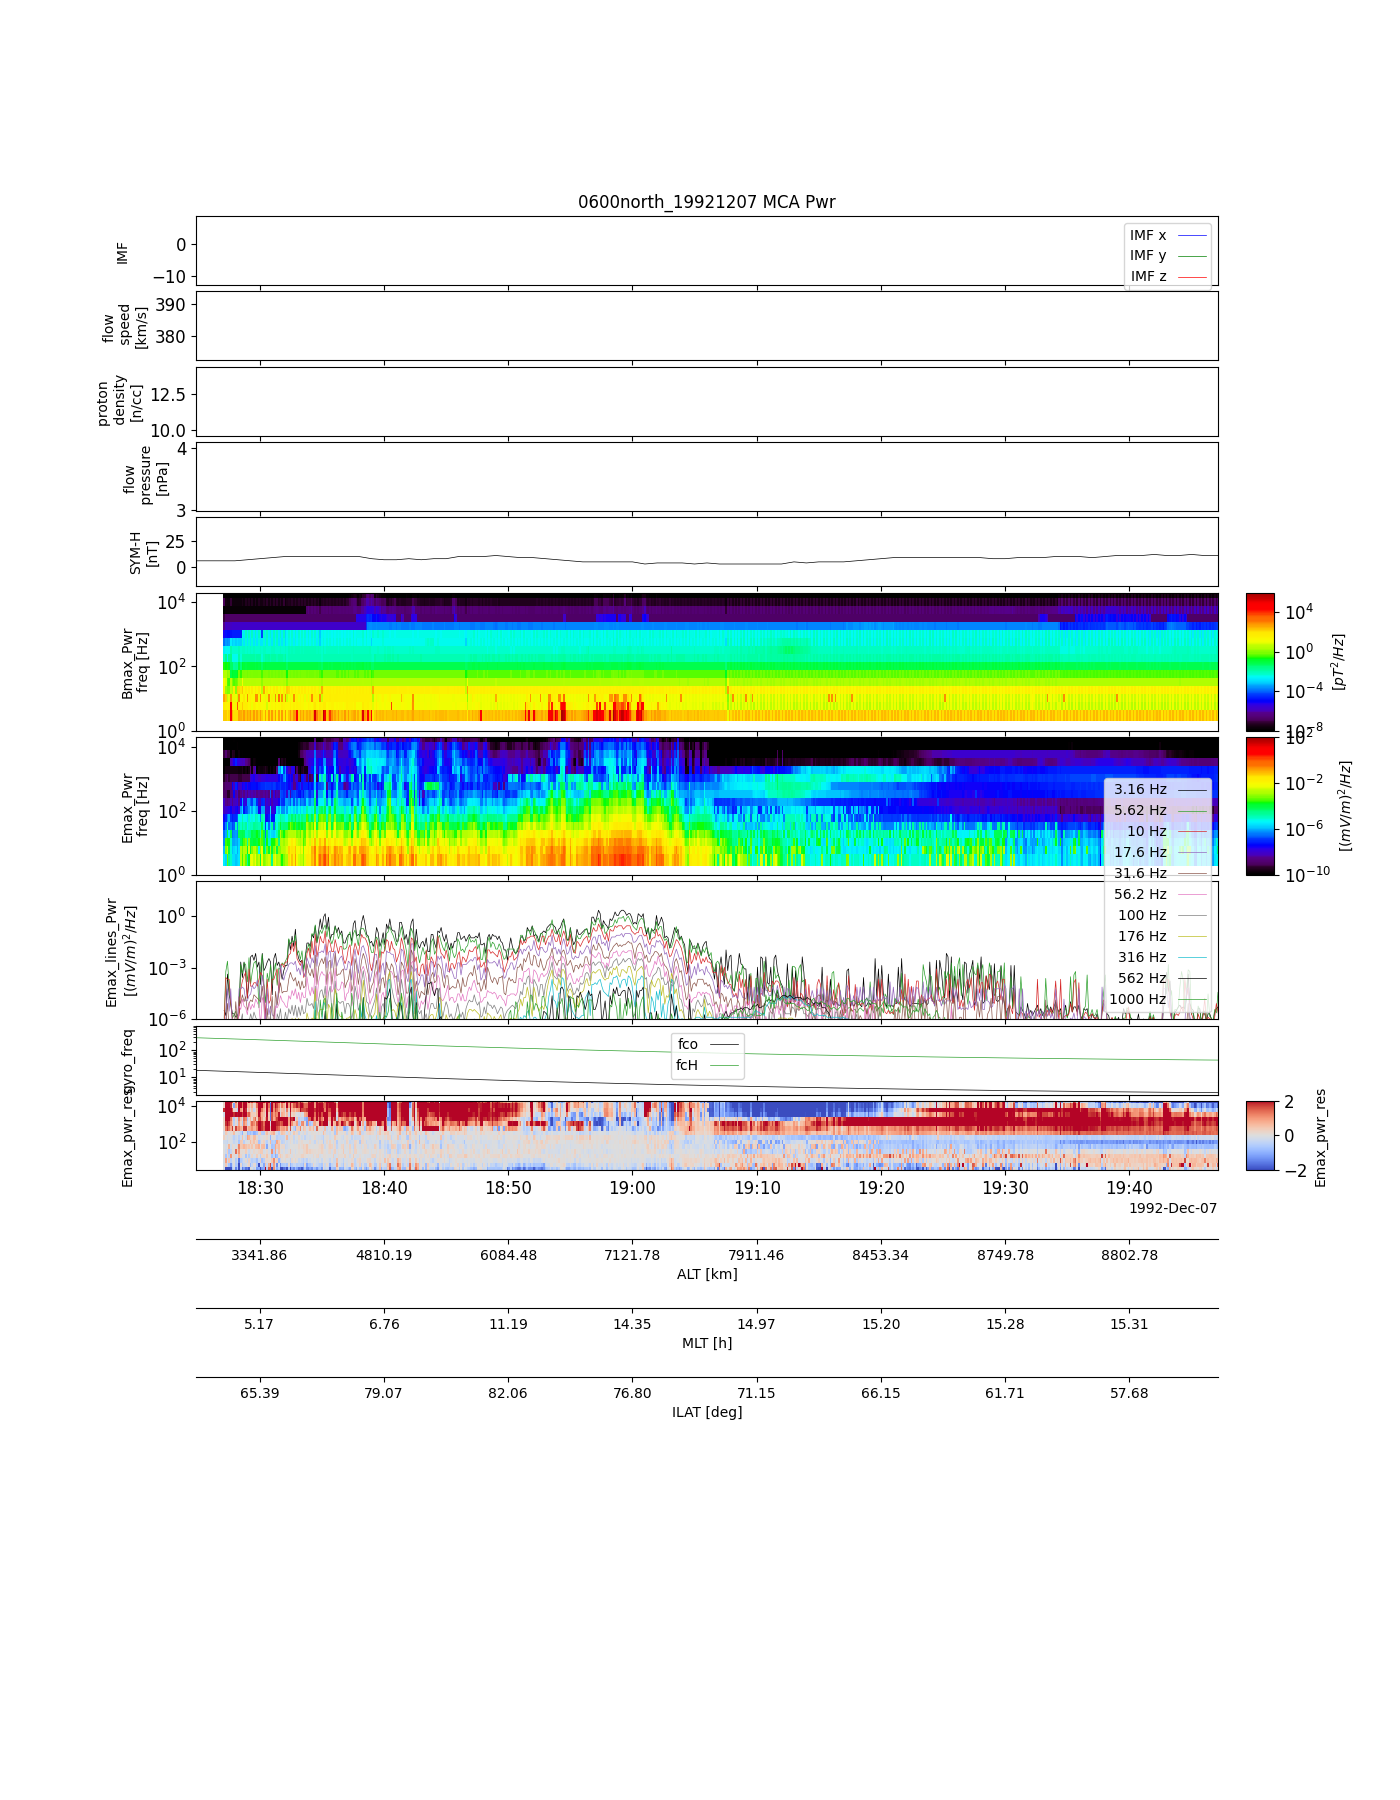 0600north_19921207 MCA Pwr
IMF
0
−10
IMF x
IMF y
IMF z
flow
speed
[km/s]
390
380
proton
density
[n/cc]
12.5
10.0
flow
pressure
[nPa]
4
3
SYM-H
[nT]
25
0
Bmax_Pwr
freq [Hz]
10^4
10^2
10^0
10^4
10^0
10^−4
10^−8
[pT^2/Hz]
Emax_Pwr
freq [Hz]
10^4
10^2
10^0
10^2
10^−2
10^−6
10^−10
[(mV/m)^2/Hz]
3.16 Hz
5.62 Hz
10 Hz
17.6 Hz
31.6 Hz
56.2 Hz
100 Hz
176 Hz
316 Hz
562 Hz
1000 Hz
Emax_lines_Pwr
[(mV/m)^2/Hz]
10^0
10^−3
10^−6
gyro_freq
10^2
10^1
fco
fcH
Emax_pwr_res
10^4
10^2
2
0
−2
Emax_pwr_res
18:30 18:40 18:50 19:00 19:10 19:20 19:30 19:40
1992-Dec-07
3341.86 4810.19 6084.48 7121.78 7911.46 8453.34 8749.78 8802.78
ALT [km]
5.17 6.76 11.19 14.35 14.97 15.20 15.28 15.31
MLT [h]
65.39 79.07 82.06 76.80 71.15 66.15 61.71 57.68
ILAT [deg]